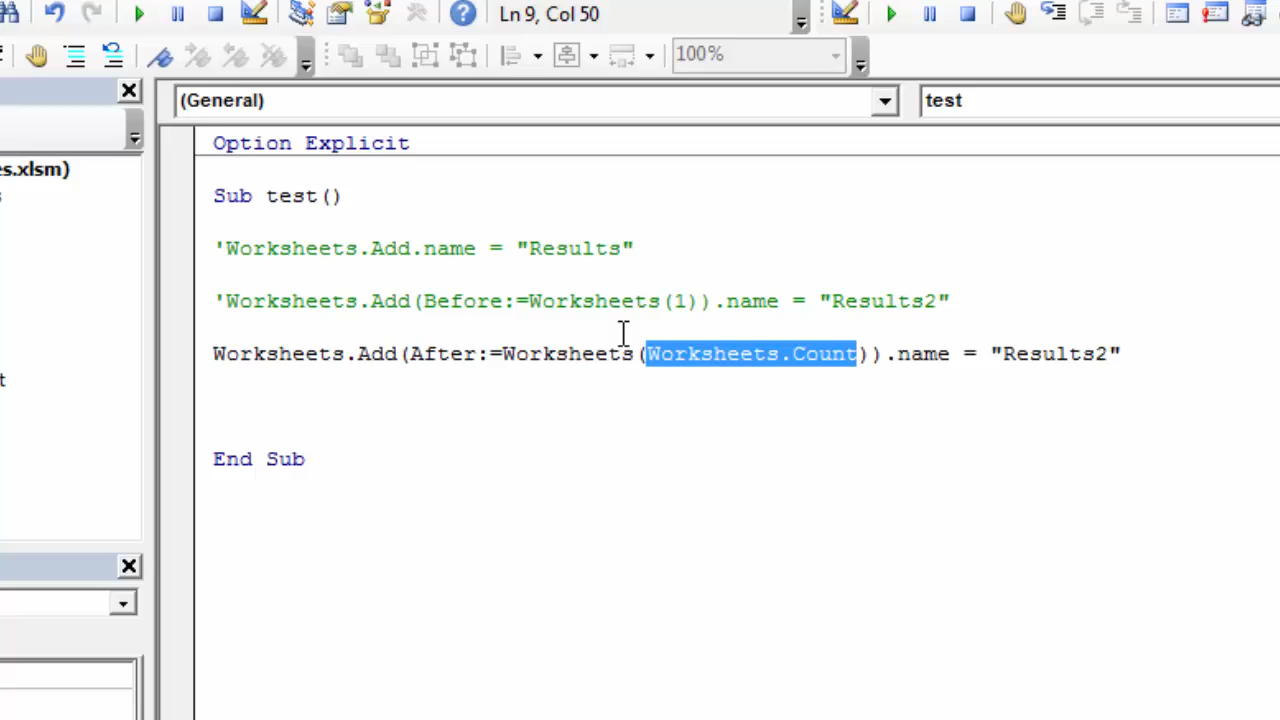 Ln 9, Col 50
100%
(General)
test
es.xlsm)
Option Explicit
Sub test()
'Worksheets.Add.name = "Results"
'Worksheets.Add(Before:=Worksheets(1)).name = "Results2"
Worksheets.Add(After:=Worksheets(Worksheets.Count)).name = "Results2"
End Sub